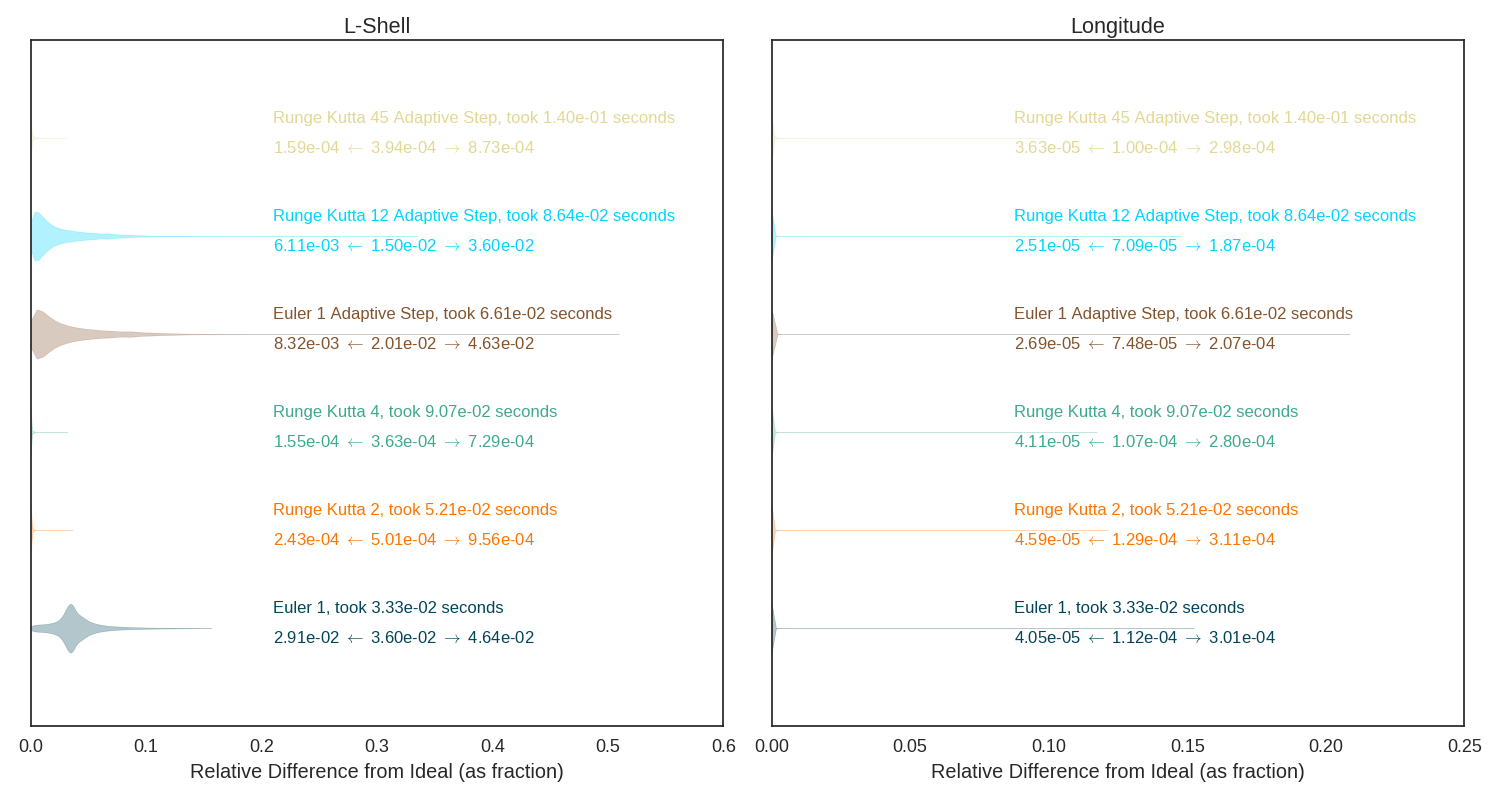 L-Shell
Runge Kutta 45 Adaptive Step, took 1.40e-01 seconds
1.59e-04 ← 3.94e-04 → 8.73e-04
Runge Kutta 12 Adaptive Step, took 8.64e-02 seconds
6.11e-03 ← 1.50e-02 → 3.60e-02
Euler 1 Adaptive Step, took 6.61e-02 seconds
8.32e-03 ← 2.01e-02 → 4.63e-02
Runge Kutta 4, took 9.07e-02 seconds
1.55e-04 ← 3.63e-04 → 7.29e-04
Runge Kutta 2, took 5.21e-02 seconds
2.43e-04 ← 5.01e-04 → 9.56e-04
Euler 1, took 3.33e-02 seconds
2.91e-02 ← 3.60e-02 → 4.64e-02
0.0 0.1 0.2 0.3 0.4 0.5 0.6
Relative Difference from Ideal (as fraction)
Longitude
Runge Kutta 45 Adaptive Step, took 1.40e-01 seconds
3.63e-05 ← 1.00e-04 → 2.98e-04
Runge Kutta 12 Adaptive Step, took 8.64e-02 seconds
2.51e-05 ← 7.09e-05 → 1.87e-04
Euler 1 Adaptive Step, took 6.61e-02 seconds
2.69e-05 ← 7.48e-05 → 2.07e-04
Runge Kutta 4, took 9.07e-02 seconds
4.11e-05 ← 1.07e-04 → 2.80e-04
Runge Kutta 2, took 5.21e-02 seconds
4.59e-05 ← 1.29e-04 → 3.11e-04
Euler 1, took 3.33e-02 seconds
4.05e-05 ← 1.12e-04 → 3.01e-04
0.00 0.05 0.10 0.15 0.20 0.25
Relative Difference from Ideal (as fraction)